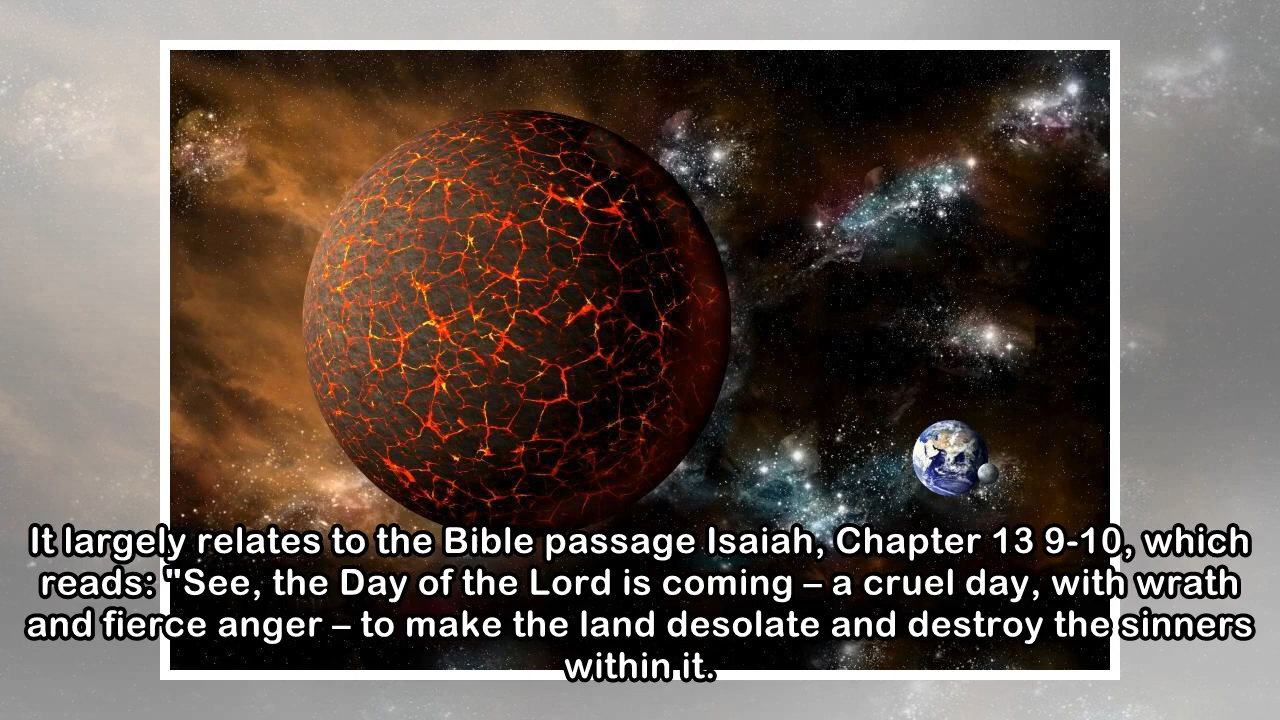 It largely relates to the Bible passage Isaiah, Chapter 13 9-10, which
reads: "See, the Day of the Lord is coming – a cruel day, with wrath
and fierce anger – to make the land desolate and destroy the sinners
within it.